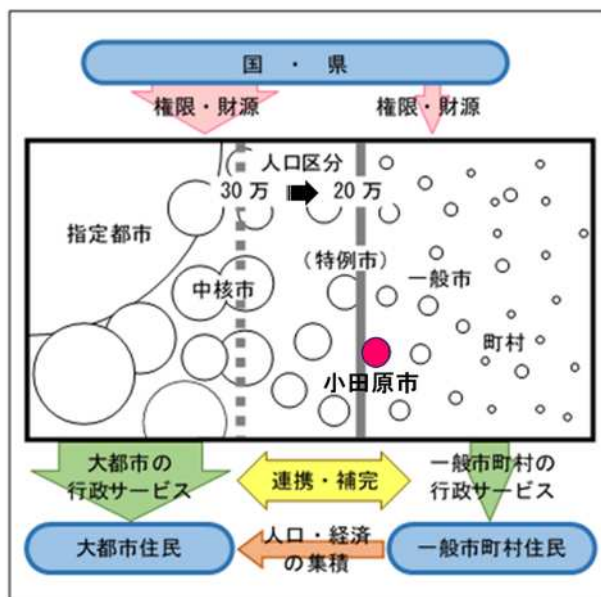 国 ・ 県
権限・財源
権限・財源
人口区分
30 万
20 万
指定都市
(特例市)
中核市
一般市
町村
小田原市
大都市の
行政サービス
連携・補完
一般市町村の
行政サービス
大都市住民
人口・経済
の集積
一般市町村住民